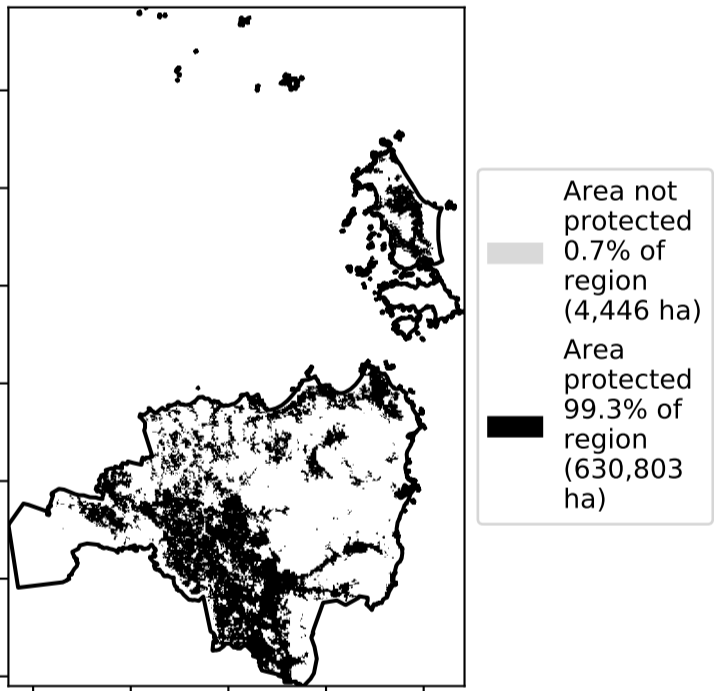 Area not
protected
0.7% of
region
(4,446 ha)
Area
protected
99.3% of
region
(630,803
ha)